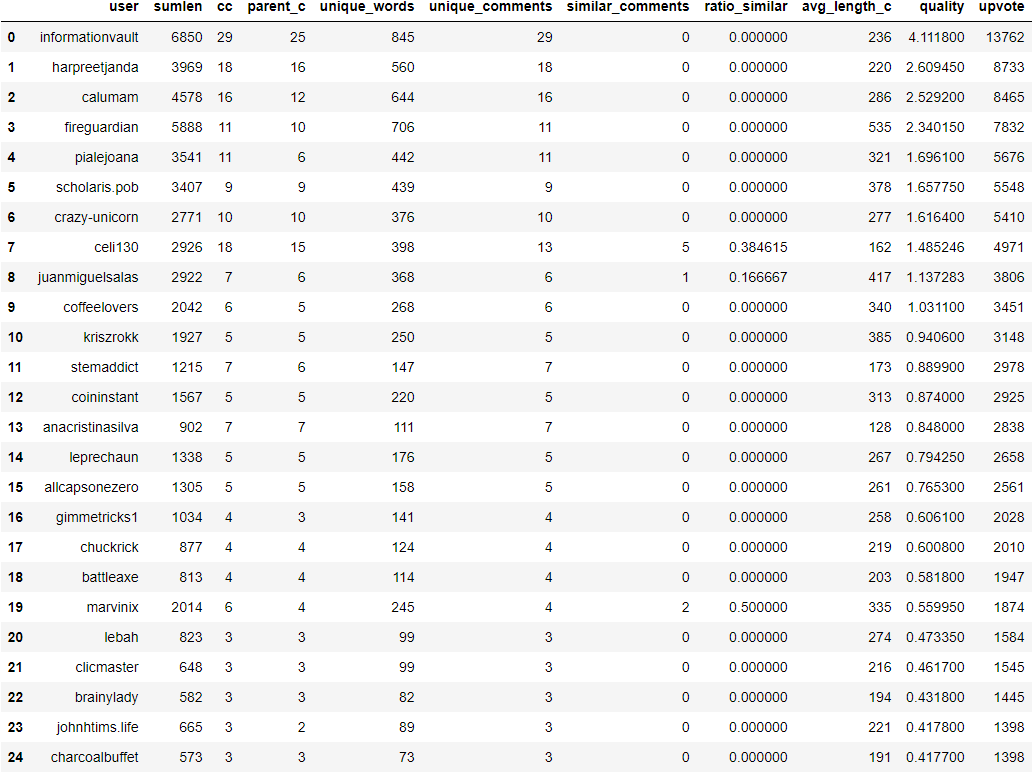 user sumlen cc parent_c unique_words unique_comments similar_comments ratio_similar avg_length_c quality upvote
0 informationvault 6850 29 25 845 29 0 0.000000 236 4.111800 13762
1 harpreetjanda 3969 18 16 560 18 0 0.000000 220 2.609450 8733
2 calumam 4578 16 12 644 16 0 0.000000 286 2.529200 8465
3 fireguardian 5888 11 10 706 11 0 0.000000 535 2.340150 7832
4 pialejoana 3541 11 6 442 11 0 0.000000 321 1.696100 5676
5 scholaris.pob 3407 9 9 439 9 0 0.000000 378 1.657750 5548
6 crazy-unicorn 2771 10 10 376 10 0 0.000000 277 1.616400 5410
7 celi130 2926 18 15 398 13 5 0.384615 162 1.485246 4971
8 juanmiguelsalas 2922 7 6 368 6 1 0.166667 417 1.137283 3806
9 coffeelovers 2042 6 5 268 6 0 0.000000 340 1.031100 3451
10 kriszrokk 1927 5 5 250 5 0 0.000000 385 0.940600 3148
11 stemaddict 1215 7 6 147 7 0 0.000000 173 0.889900 2978
12 coininstant 1567 5 5 220 5 0 0.000000 313 0.874000 2925
13 anacristinasilva 902 7 7 111 7 0 0.000000 128 0.848000 2838
14 leprechaun 1338 5 5 176 5 0 0.000000 267 0.794250 2658
15 allcapsonezero 1305 5 5 158 5 0 0.000000 261 0.765300 2561
16 gimmetricks1 1034 4 3 141 4 0 0.000000 258 0.606100 2028
17 chuckrick 877 4 4 124 4 0 0.000000 219 0.600800 2010
18 battleaxe 813 4 4 114 4 0 0.000000 203 0.581800 1947
19 marvinix 2014 6 4 245 4 2 0.500000 335 0.559950 1874
20 lebah 823 3 3 99 3 0 0.000000 274 0.473350 1584
21 clicmaster 648 3 3 99 3 0 0.000000 216 0.461700 1545
22 brainylady 582 3 3 82 3 0 0.000000 194 0.431800 1445
23 johnhtims.life 665 3 2 89 3 0 0.000000 221 0.417800 1398
24 charcoalbuffet 573 3 3 73 3 0 0.000000 191 0.417700 1398